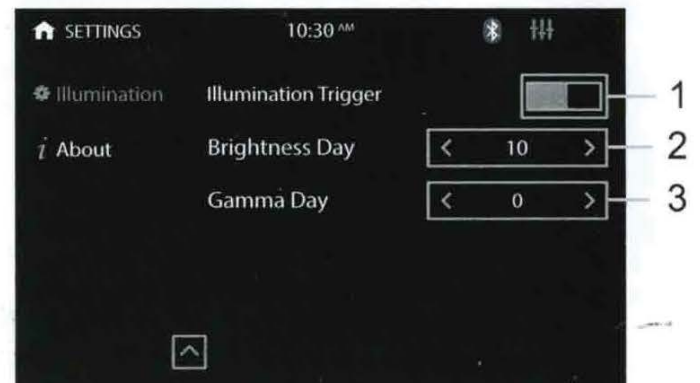 SETTINGS 10:30 AM
Illumination Illumination Trigger 1
i About Brightness Day < 10 > 2
Gamma Day < 0 > 3